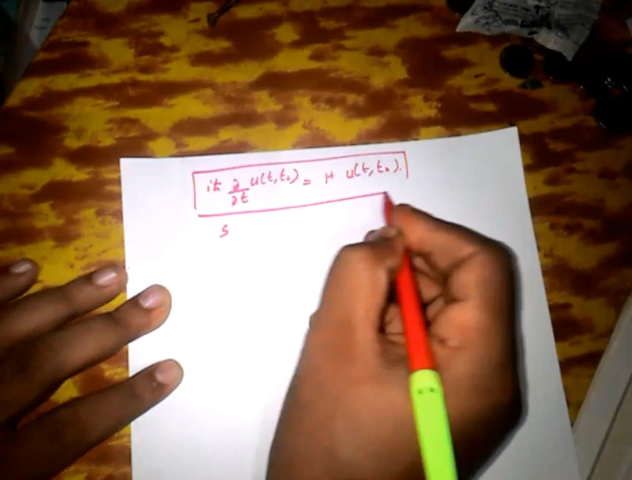 iħ ∂/∂t U(t,t₀) = H U(t,t₀).
S